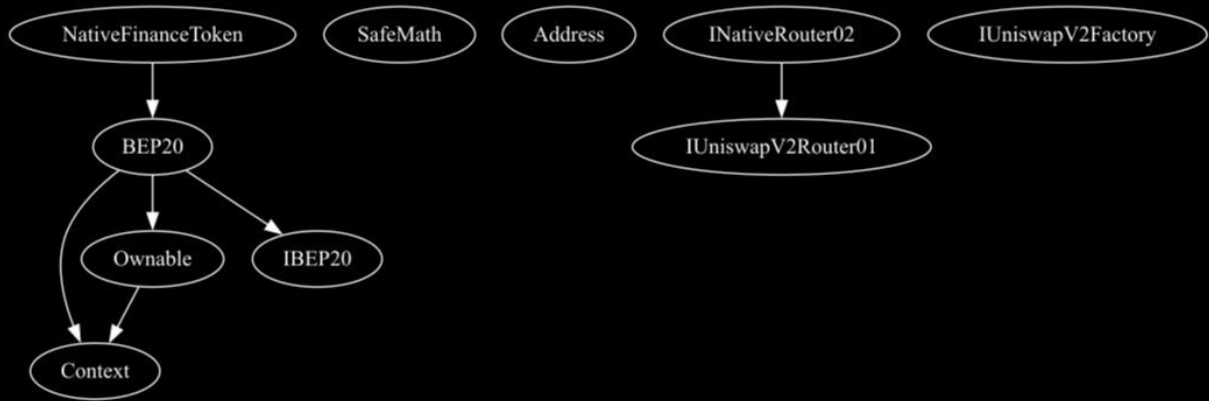 NativeFinanceToken
SafeMath
Address
INativeRouter02
IUniswapV2Factory
BEP20
IUniswapV2Router01
Ownable
IBEP20
Context